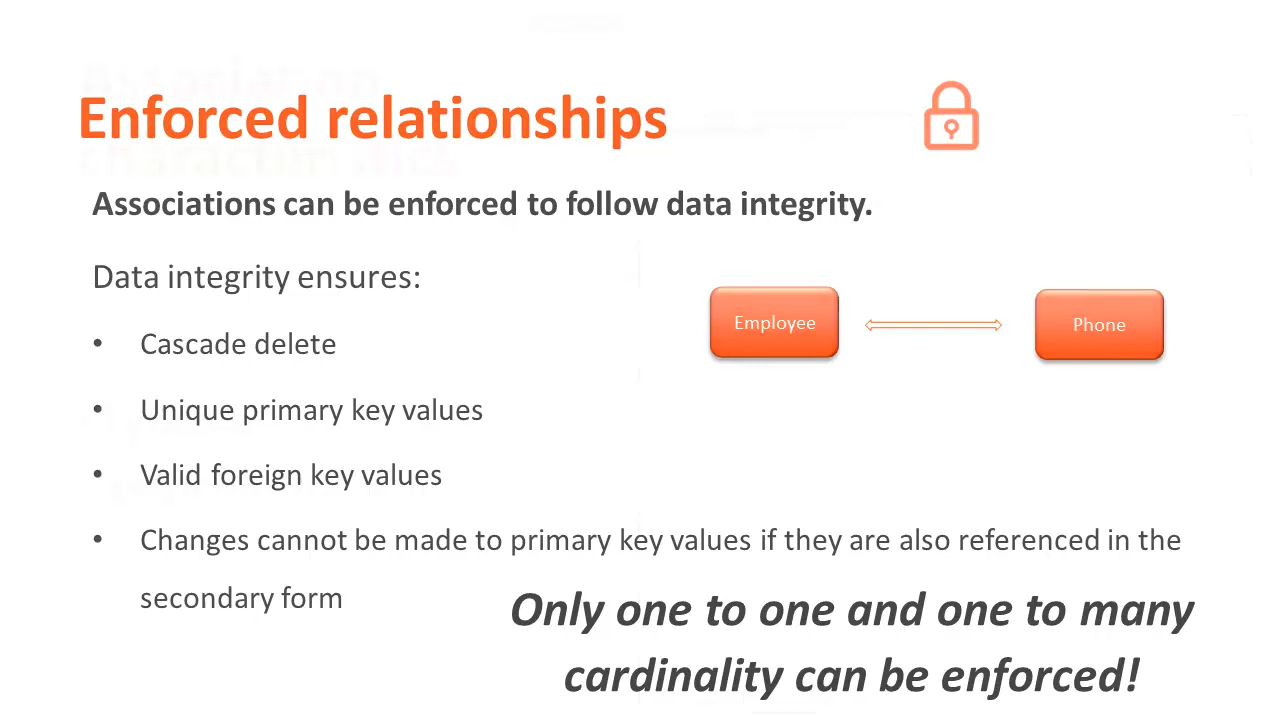 Enforced relationships
Associations can be enforced to follow data integrity.
Data integrity ensures:
Employee
Phone
• Cascade delete
• Unique primary key values
• Valid foreign key values
• Changes cannot be made to primary key values if they are also referenced in the
secondary form
Only one to one and one to many
cardinality can be enforced!